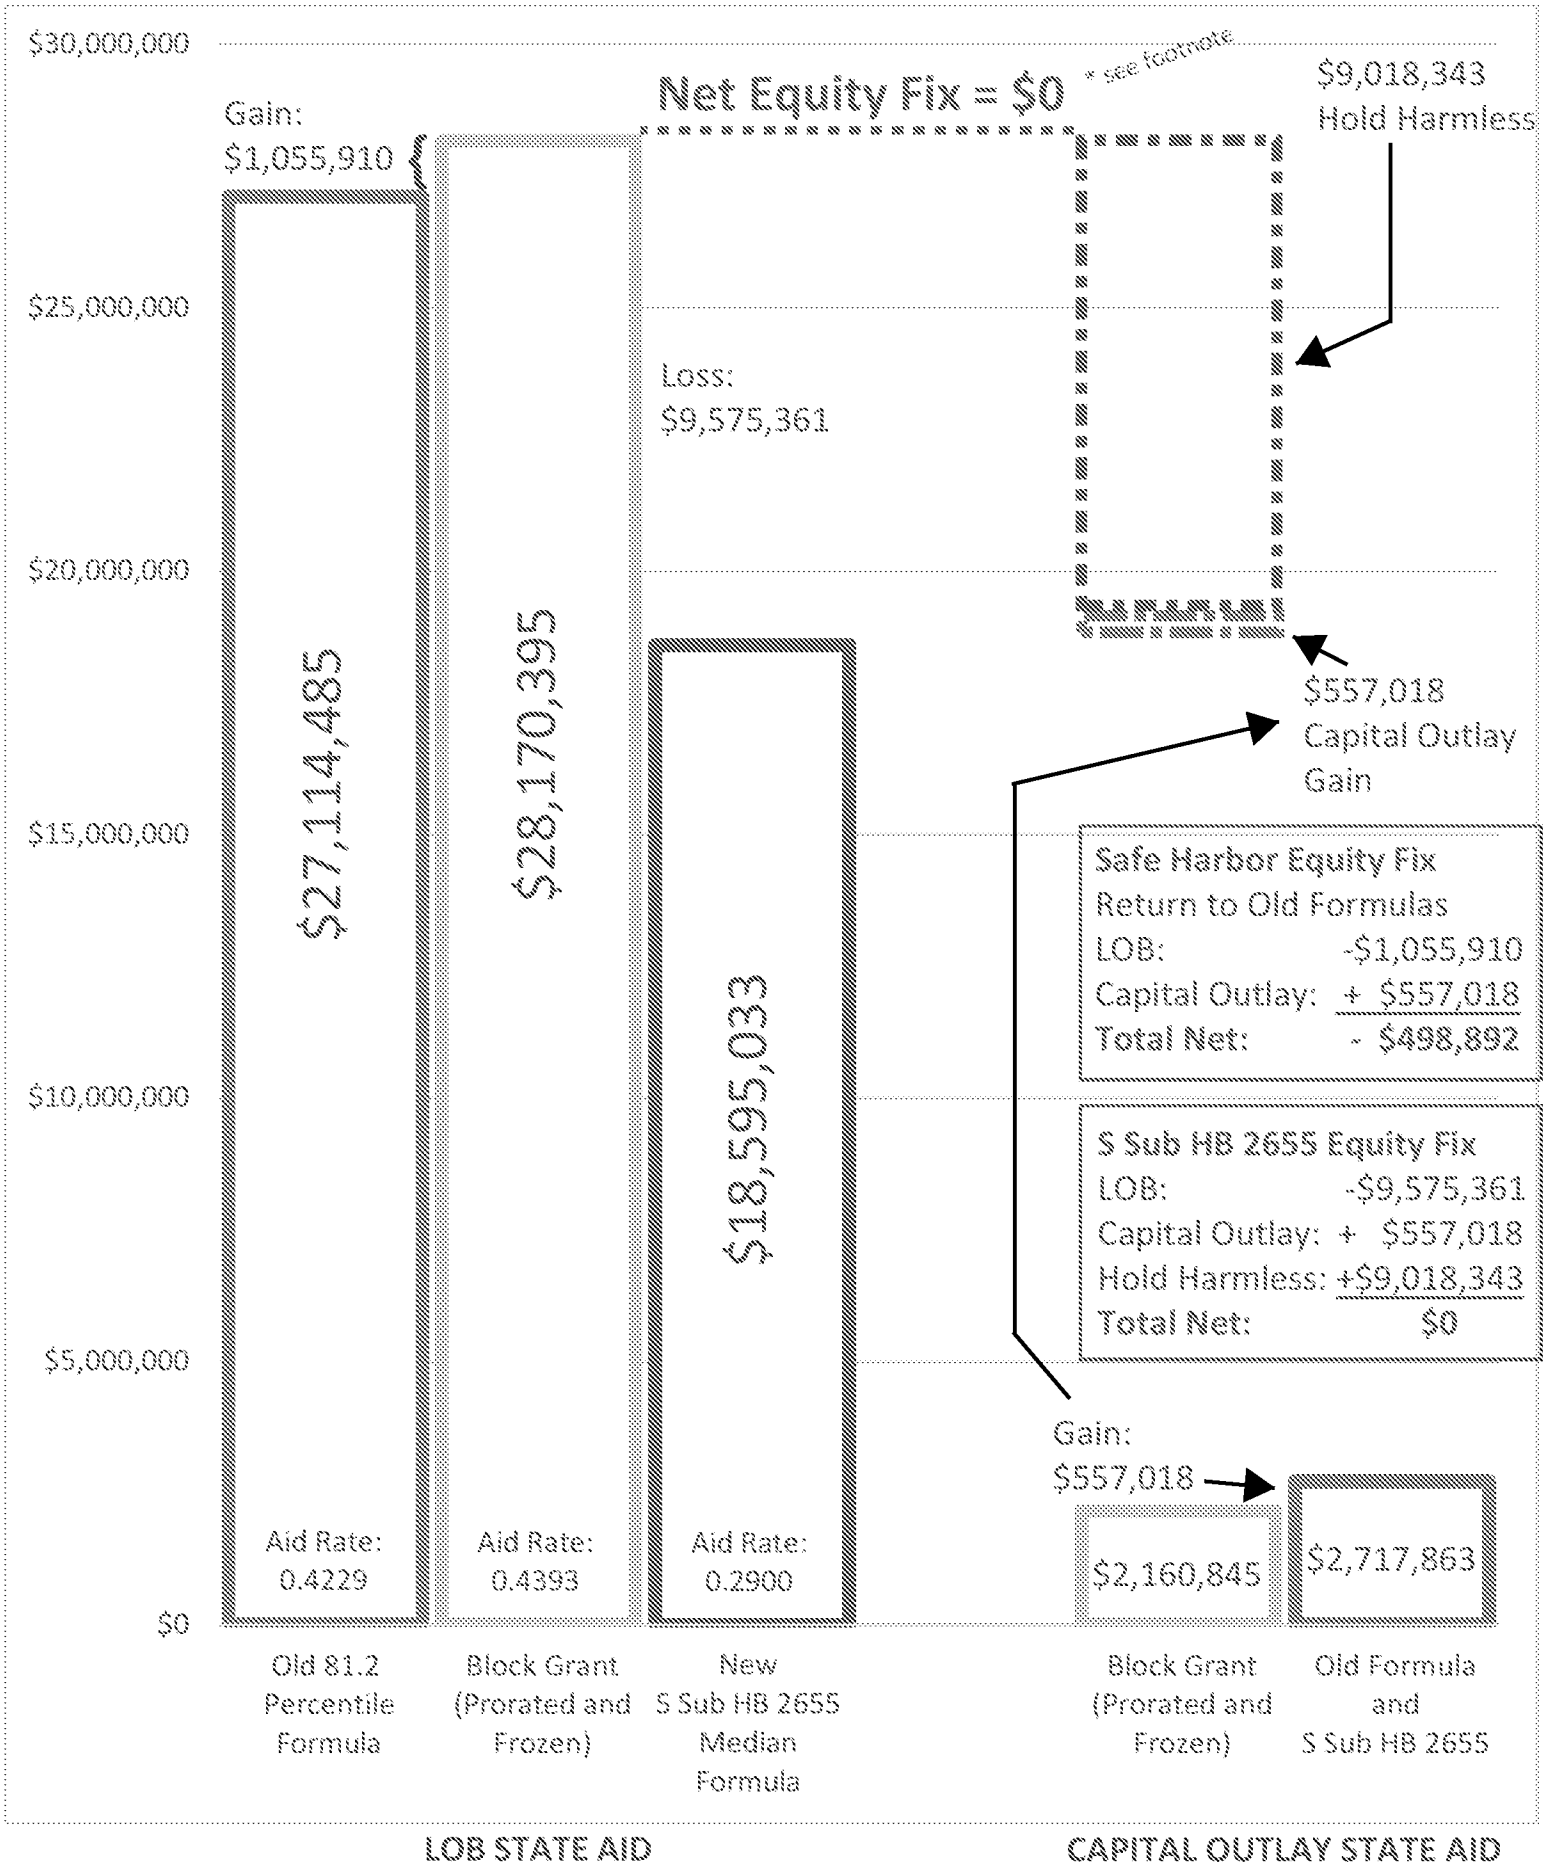 $30,000,000
$25,000,000
$20,000,000
$15,000,000
$10,000,000
$5,000,000
$0
Gain:
$1,055,910 {
Net Equity Fix = $0
* see footnote
$9,018,343
Hold Harmless
Loss:
$9,575,361
$27,114,485
$28,170,395
$18,595,033
$557,018
Capital Outlay
Gain
Safe Harbor Equity Fix
Return to Old Formulas
LOB: -$1,055,910
Capital Outlay: + $557,018
Total Net: - $498,892
S Sub HB 2655 Equity Fix
LOB: -$9,575,361
Capital Outlay: + $557,018
Hold Harmless: +$9,018,343
Total Net: $0
Gain:
$557,018
Aid Rate:
0.4229
Aid Rate:
0.4393
Aid Rate:
0.2900
$2,160,845
$2,717,863
Old 81.2
Percentile
Formula
Block Grant
(Prorated and
Frozen)
New
S Sub HB 2655
Median
Formula
Block Grant
(Prorated and
Frozen)
Old Formula
and
S Sub HB 2655
LOB STATE AID
CAPITAL OUTLAY STATE AID